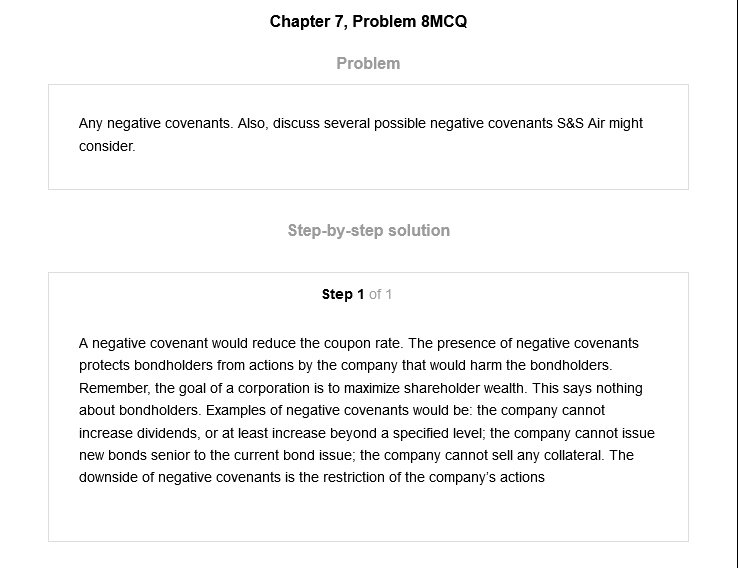 Chapter 7, Problem 8MCQ
Problem
Any negative covenants. Also, discuss several possible negative covenants S&S Air might
consider.
Step-by-step solution
Step 1 of 1
A negative covenant would reduce the coupon rate. The presence of negative covenants
protects bondholders from actions by the company that would harm the bondholders.
Remember, the goal of a corporation is to maximize shareholder wealth. This says nothing
about bondholders. Examples of negative covenants would be: the company cannot
increase dividends, or at least increase beyond a specified level; the company cannot issue
new bonds senior to the current bond issue; the company cannot sell any collateral. The
downside of negative covenants is the restriction of the company's actions